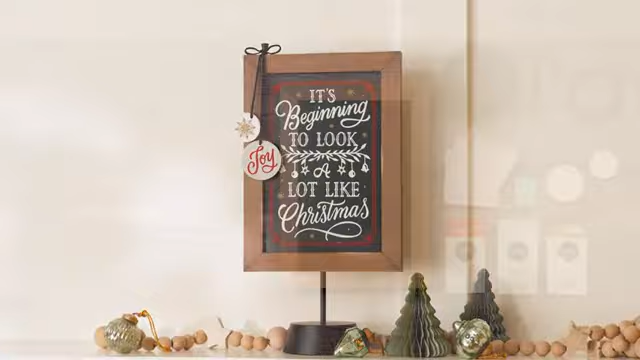 IT'S
Beginning
TO LOOK
A
LOT LIKE
Christmas
Joy